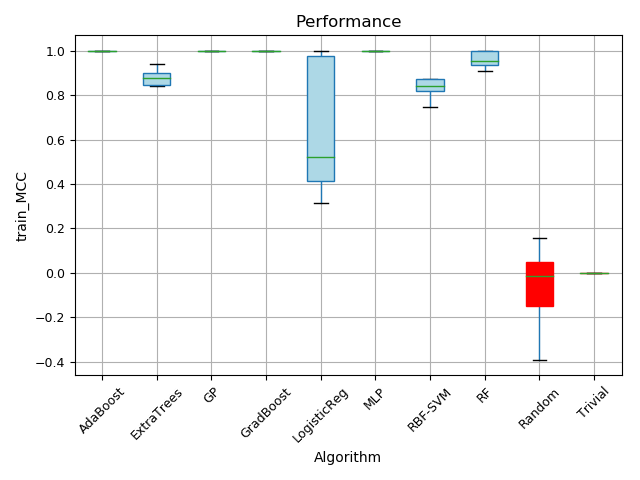 Performance
train_MCC
1.0
0.8
0.6
0.4
0.2
0.0
−0.2
−0.4
AdaBoost
ExtraTrees
GP
GradBoost
LogisticReg
MLP
RBF-SVM
RF
Random
Trivial
Algorithm